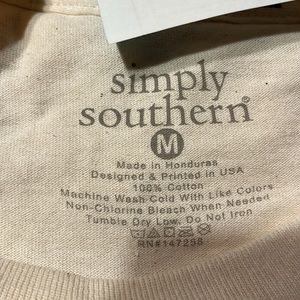 simply
southern®
M
Made in Honduras
Designed & Printed in USA
100% Cotton
Machine Wash Cold With Like Colors
Non-Chlorine Bleach When Needed
Tumble Dry Low. Do Not Iron
RN#147258